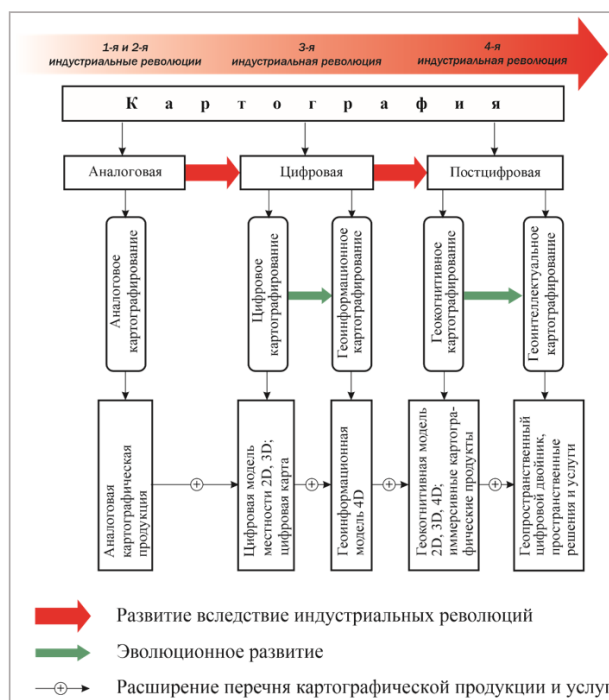 1-я и 2-я
индустриальные революции
3-я
индустриальная революция
4-я
индустриальная революция
Картография
Аналоговая
Цифровая
Постцифровая
Аналоговое
картографирование
Цифровое
картографирование
Геоинформационное
картографирование
Геокогнитивное
картографирование
Геоинтеллектуальное
картографирование
Аналоговая
картографическая
продукция
Цифровая модель
местности 2D, 3D;
цифровая карта
Геоинформационная
модель 4D
Геокогнитивная модель
2D, 3D, 4D;
иммерсивные картогра-
фические продукты
Геопространственный
цифровой двойник,
пространственные
решения и услуги
Развитие вследствие индустриальных революций
Эволюционное развитие
Расширение перечня картографической продукции и услуг